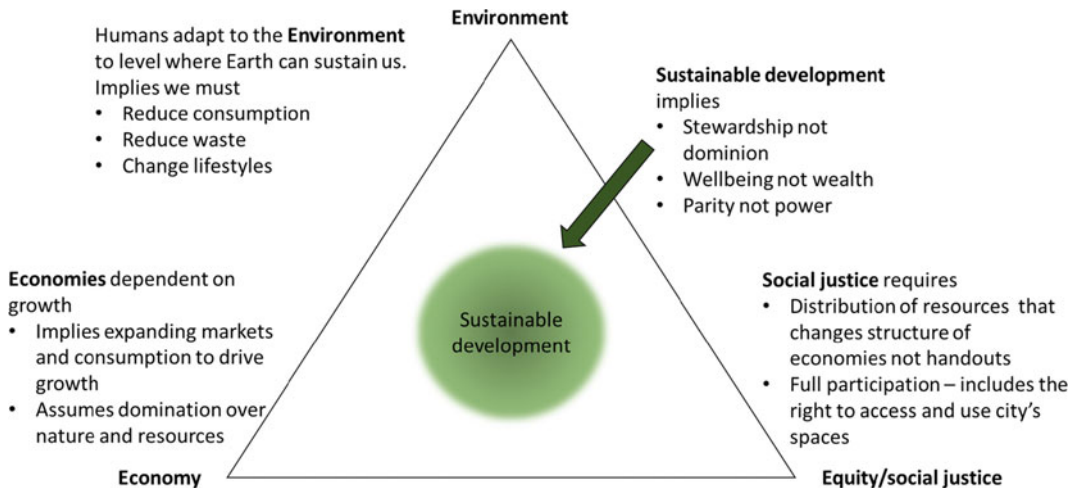 Environment
Humans adapt to the Environment
to level where Earth can sustain us.
Implies we must
• Reduce consumption
• Reduce waste
• Change lifestyles
Sustainable development
implies
• Stewardship not
dominion
• Wellbeing not wealth
• Parity not power
Economies dependent on
growth
• Implies expanding markets
and consumption to drive
growth
• Assumes domination over
nature and resources
Sustainable
development
Social justice requires
• Distribution of resources that
changes structure of
economies not handouts
• Full participation – includes the
right to access and use city's
spaces
Economy
Equity/social justice